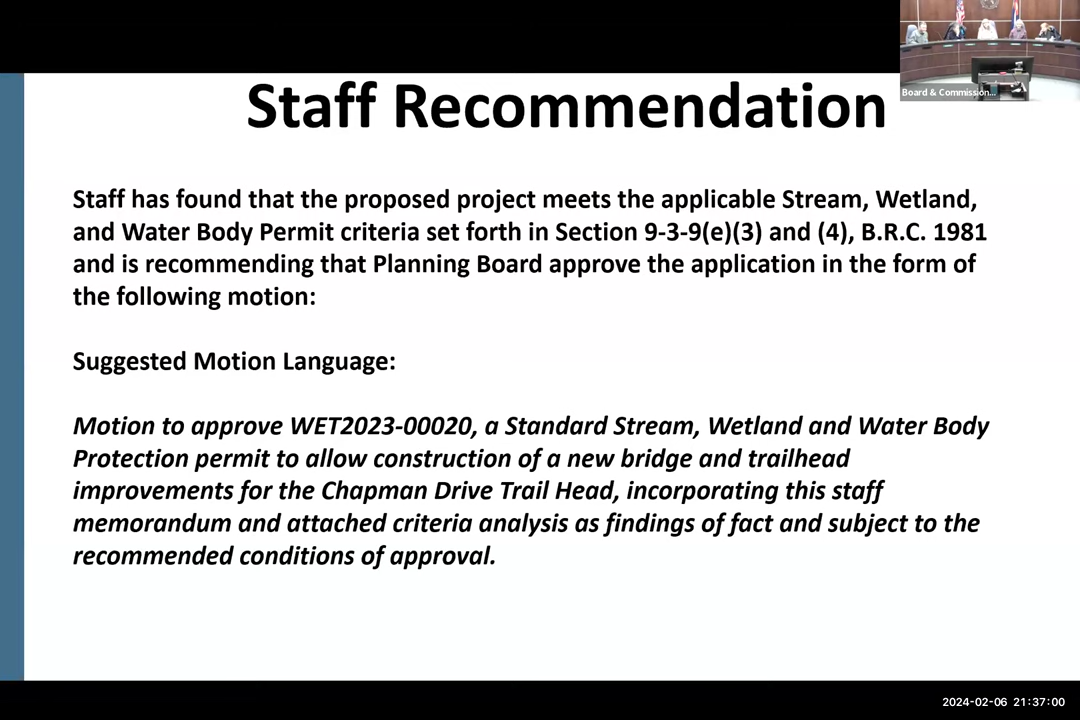 Board & Commission...
Staff Recommendation
Staff has found that the proposed project meets the applicable Stream, Wetland,
and Water Body Permit criteria set forth in Section 9-3-9(e)(3) and (4), B.R.C. 1981
and is recommending that Planning Board approve the application in the form of
the following motion:
Suggested Motion Language:
Motion to approve WET2023-00020, a Standard Stream, Wetland and Water Body
Protection permit to allow construction of a new bridge and trailhead
improvements for the Chapman Drive Trail Head, incorporating this staff
memorandum and attached criteria analysis as findings of fact and subject to the
recommended conditions of approval.
2024-02-06 21:37:00